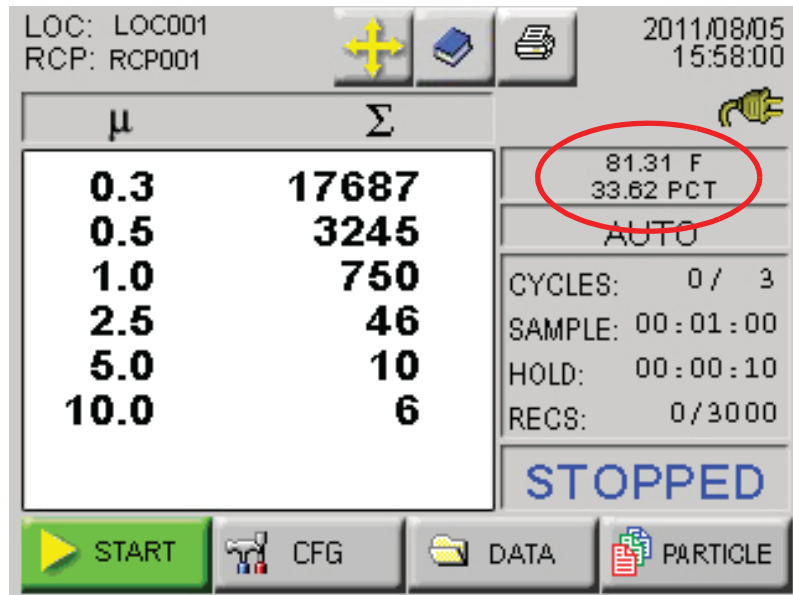 LOC: LOC001
RCP: RCP001
2011/08/05
15:58:00
μ Σ
0.3 17687
0.5 3245
1.0 750
2.5 46
5.0 10
10.0 6
81.31 F
33.62 PCT
AUTO
CYCLES: 0/ 3
SAMPLE: 00:01:00
HOLD: 00:00:10
RECS: 0/3000
STOPPED
START CFG DATA PARTICLE